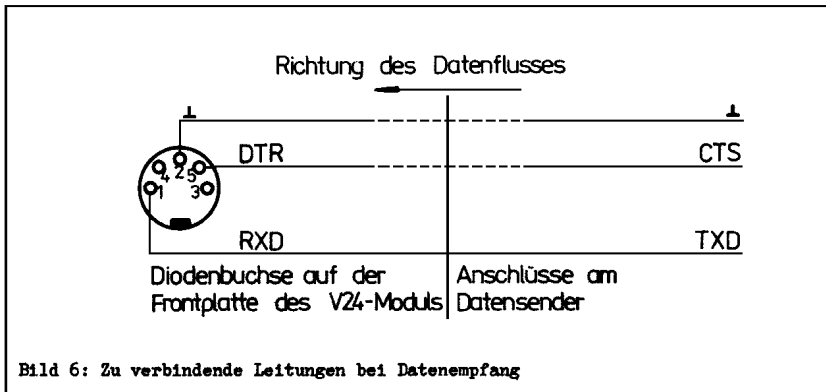 Richtung des Datenflusses
DTR CTS
4 2 5
1 3
RXD TXD
Diodenbuchse auf der
Frontplatte des V24-Moduls
Anschlüsse am
Datensender
Bild 6: Zu verbindende Leitungen bei Datenempfang